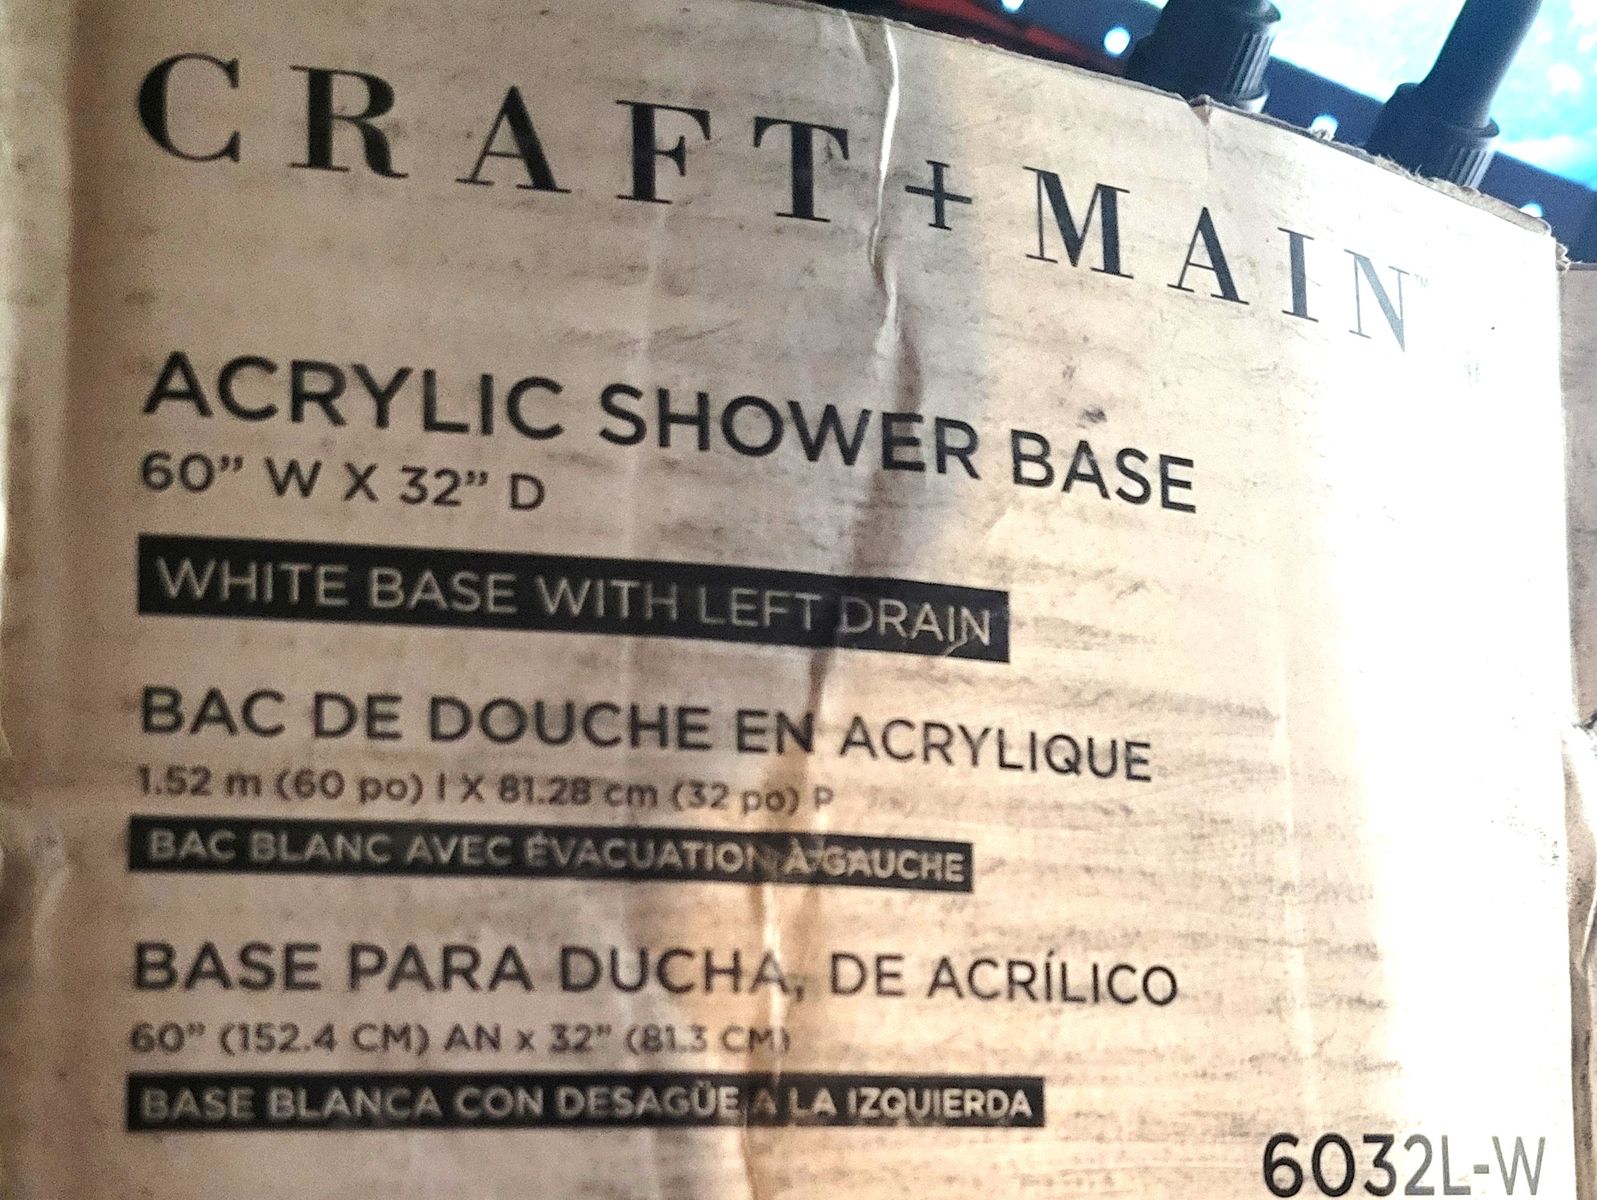 CRAFT + MAIN™
ACRYLIC SHOWER BASE
60” W X 32” D
WHITE BASE WITH LEFT DRAIN
BAC DE DOUCHE EN ACRYLIQUE
1.52 m (60 po) l X 81.28 cm (32 po) P
BAC BLANC AVEC ÉVACUATION À GAUCHE
BASE PARA DUCHA, DE ACRÍLICO
60” (152.4 CM) AN x 32” (81.3 CM)
BASE BLANCA CON DESAGÜE A LA IZQUIERDA
6032L-W